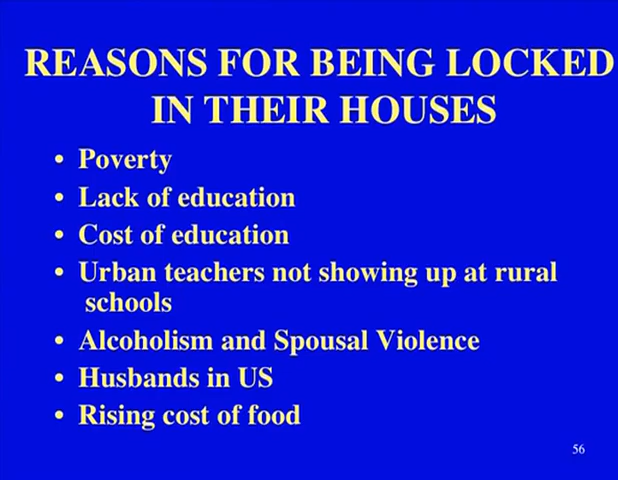 REASONS FOR BEING LOCKED
IN THEIR HOUSES
• Poverty
• Lack of education
• Cost of education
• Urban teachers not showing up at rural
schools
• Alcoholism and Spousal Violence
• Husbands in US
• Rising cost of food
56